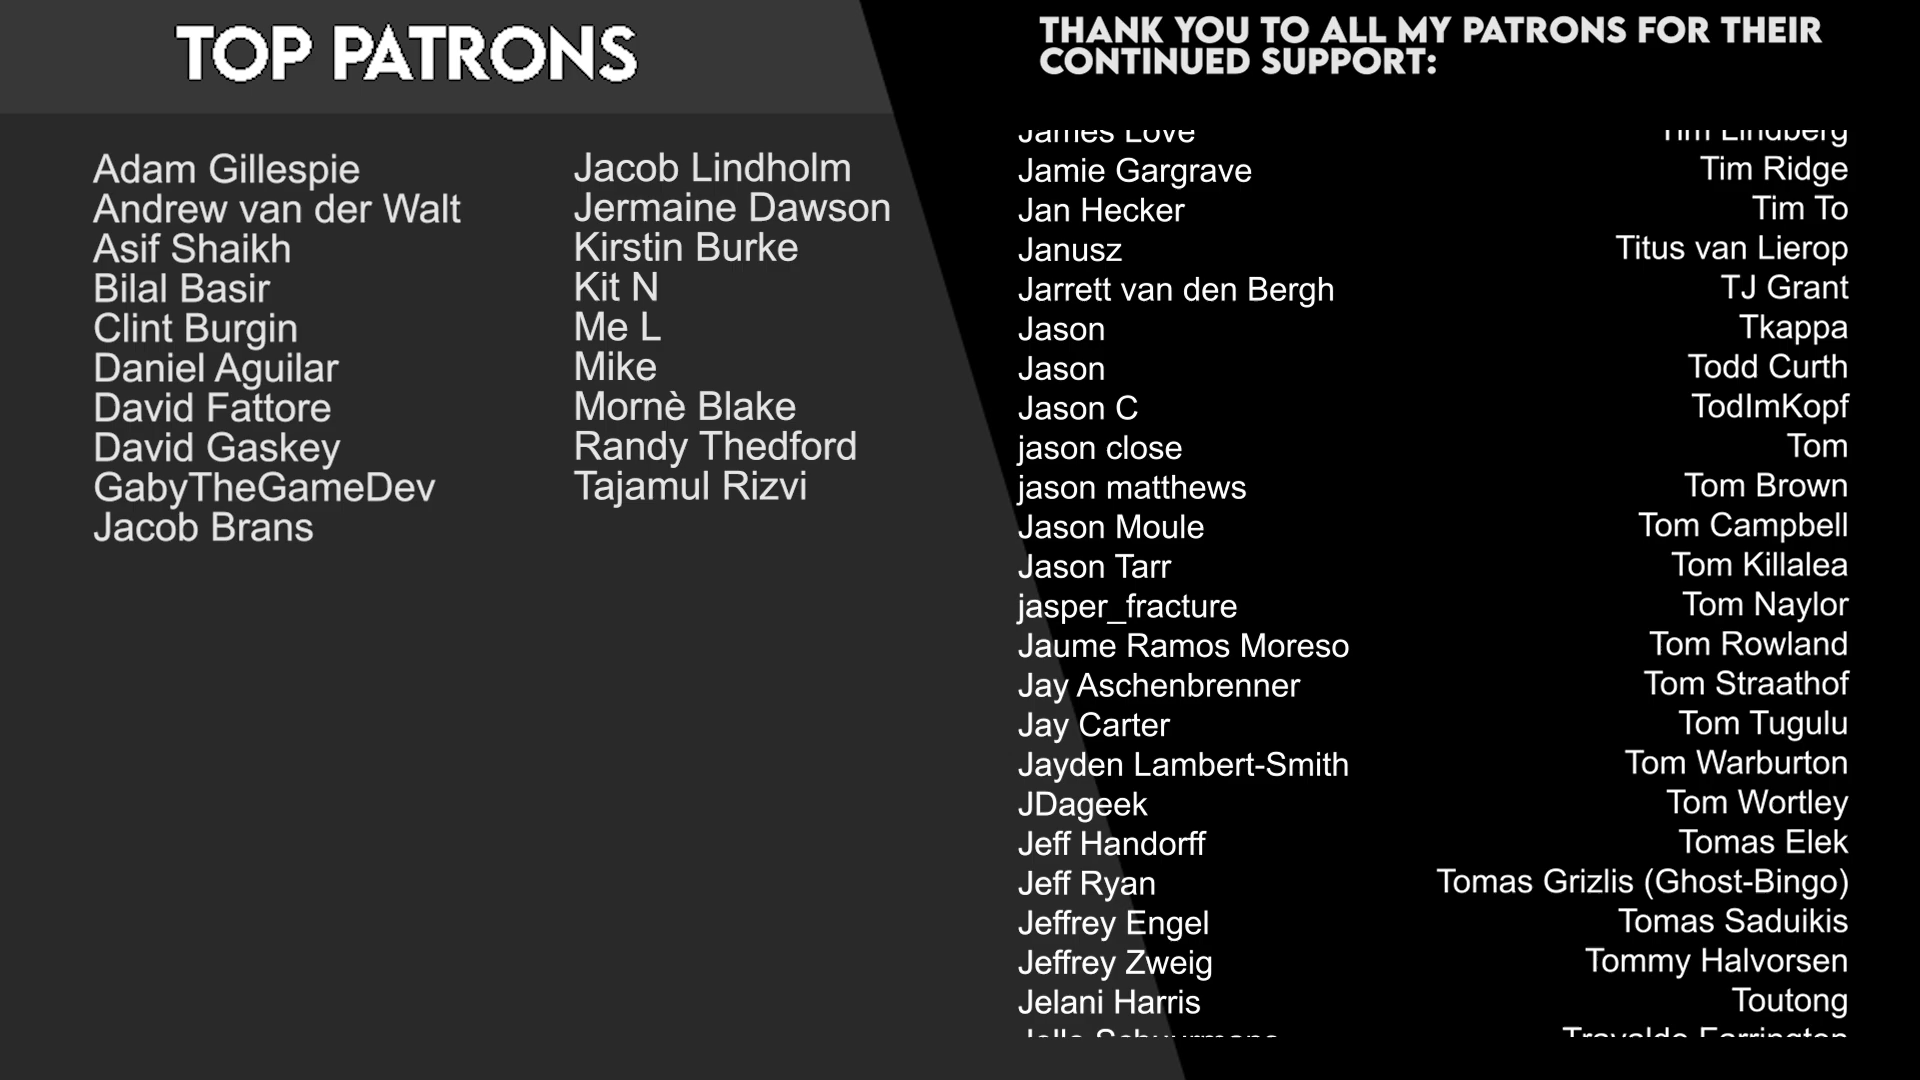 TOP PATRONS
Adam Gillespie
Andrew van der Walt
Asif Shaikh
Bilal Basir
Clint Burgin
Daniel Aguilar
David Fattore
David Gaskey
GabyTheGameDev
Jacob Brans
Jacob Lindholm
Jermaine Dawson
Kirstin Burke
Kit N
Me L
Mike
Mornè Blake
Randy Thedford
Tajamul Rizvi
THANK YOU TO ALL MY PATRONS FOR THEIR
CONTINUED SUPPORT:
James Love
Jamie Gargrave
Jan Hecker
Janusz
Jarrett van den Bergh
Jason
Jason
Jason C
jason close
jason matthews
Jason Moule
Jason Tarr
jasper_fracture
Jaume Ramos Moreso
Jay Aschenbrenner
Jay Carter
Jayden Lambert-Smith
JDageek
Jeff Handorff
Jeff Ryan
Jeffrey Engel
Jeffrey Zweig
Jelani Harris
Tim Lindberg
Tim Ridge
Tim To
Titus van Lierop
TJ Grant
Tkappa
Todd Curth
TodImKopf
Tom
Tom Brown
Tom Campbell
Tom Killalea
Tom Naylor
Tom Rowland
Tom Straathof
Tom Tugulu
Tom Warburton
Tom Wortley
Tomas Elek
Tomas Grizlis (Ghost-Bingo)
Tomas Saduikis
Tommy Halvorsen
Toutong